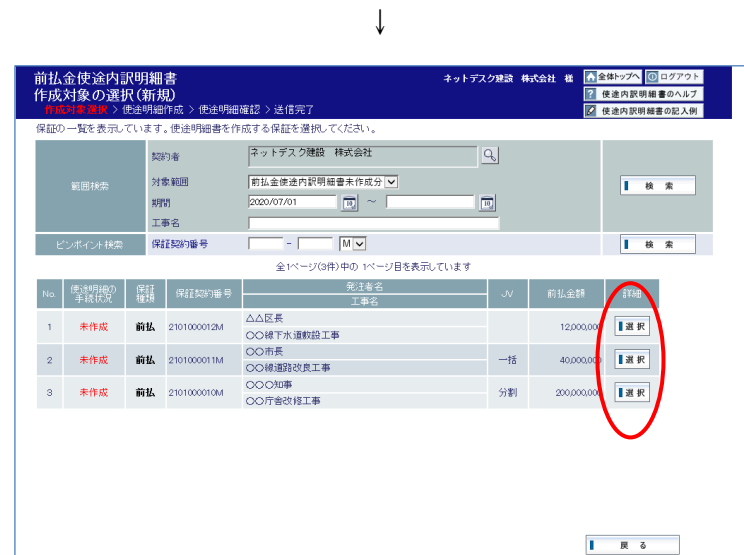 ↓
前払金使途内訳明細書
ネットデスク建設 株式会社 様
全体トップへ
ログアウト
作成対象の選択(新規)
使途内訳明細書のヘルプ
作成対象選択 > 使途明細作成 > 使途明細確認 > 送信完了
使途内訳明細書の記入例
保証の一覧を表示しています。使途明細書を作成する保証を選択してください。
範囲検索
契約者 ネットデスク建設 株式会社
対象範囲 前払金使途内訳明細書未作成分
期間 2020/07/01 ～
工事名
検 索
ピンポイント検索 保証契約番号 - M 検 索
全1ページ(3件)中の 1ページ目を表示しています
No. 使途明細の手続状況 保証種類 保証契約番号 発注者名 JV 前払金額 詳細
工事名
1 未作成 前払 2101000012M △△区長 12,000,000 選 択
〇〇線下水道敷設工事
2 未作成 前払 2101000011M 〇〇市長 一括 40,000,000 選 択
〇〇線道路改良工事
3 未作成 前払 2101000010M 〇〇〇知事 分割 200,000,000 選 択
〇〇庁舎改修工事
戻 る